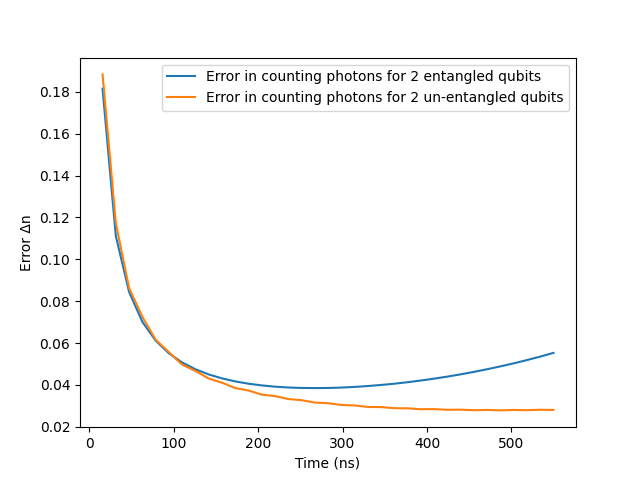 Error in counting photons for 2 entangled qubits
Error in counting photons for 2 un-entangled qubits
0.18
0.16
0.14
0.12
0.10
0.08
0.06
0.04
0.02
Error Δn
0 100 200 300 400 500
Time (ns)